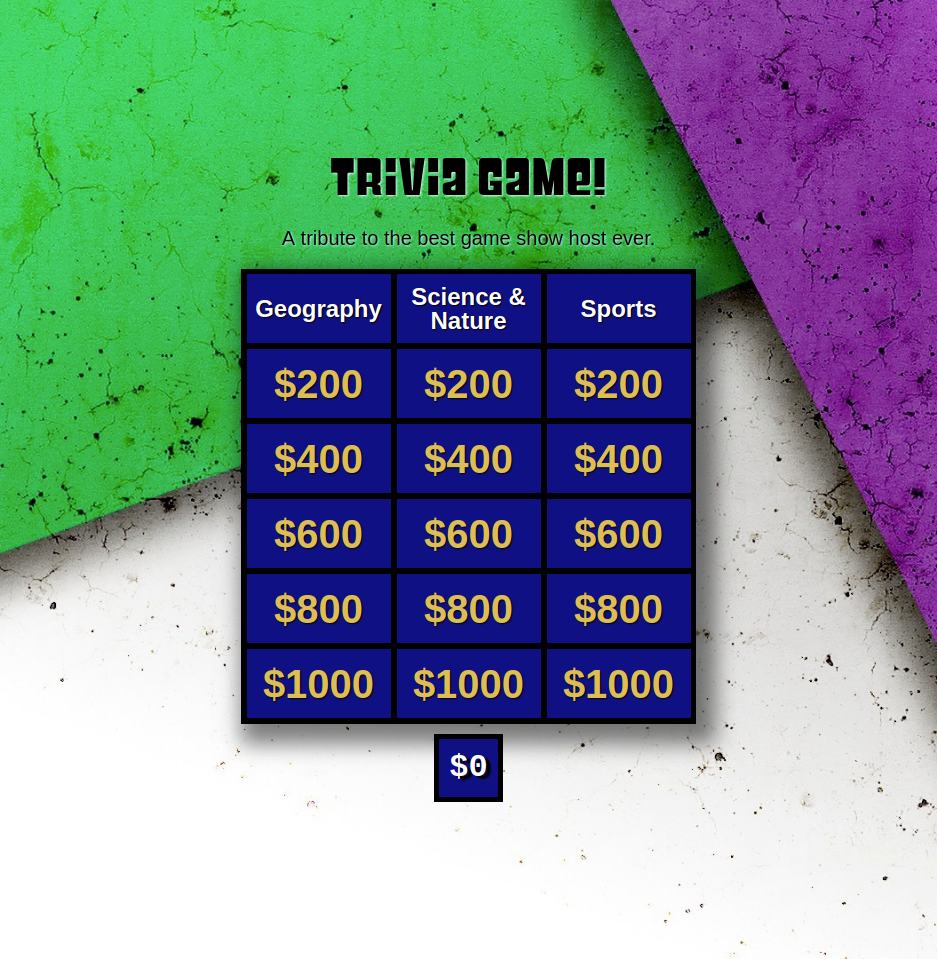 TRiVia GaMe!
A tribute to the best game show host ever.
Geography Science & Sports
Nature
$200 $200 $200
$400 $400 $400
$600 $600 $600
$800 $800 $800
$1000 $1000 $1000
$0